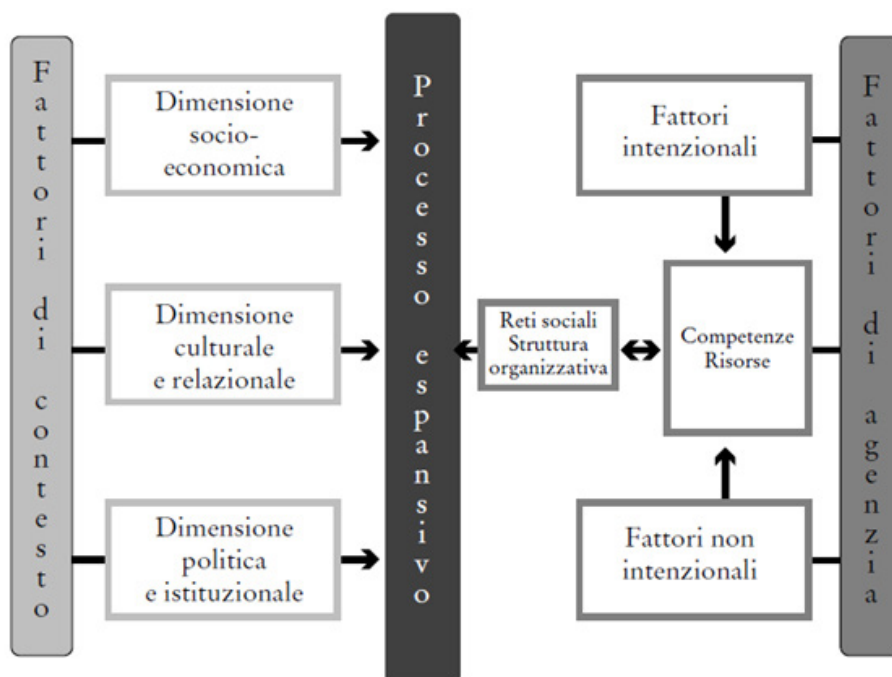 Fattori di contesto
Dimensione
socio-
economica
Dimensione
culturale
e relazionale
Dimensione
politica
e istituzionale
Processo espansivo
Reti sociali
Struttura
organizzativa
Fattori
intenzionali
Competenze
Risorse
Fattori non
intenzionali
Fattori di agenzia